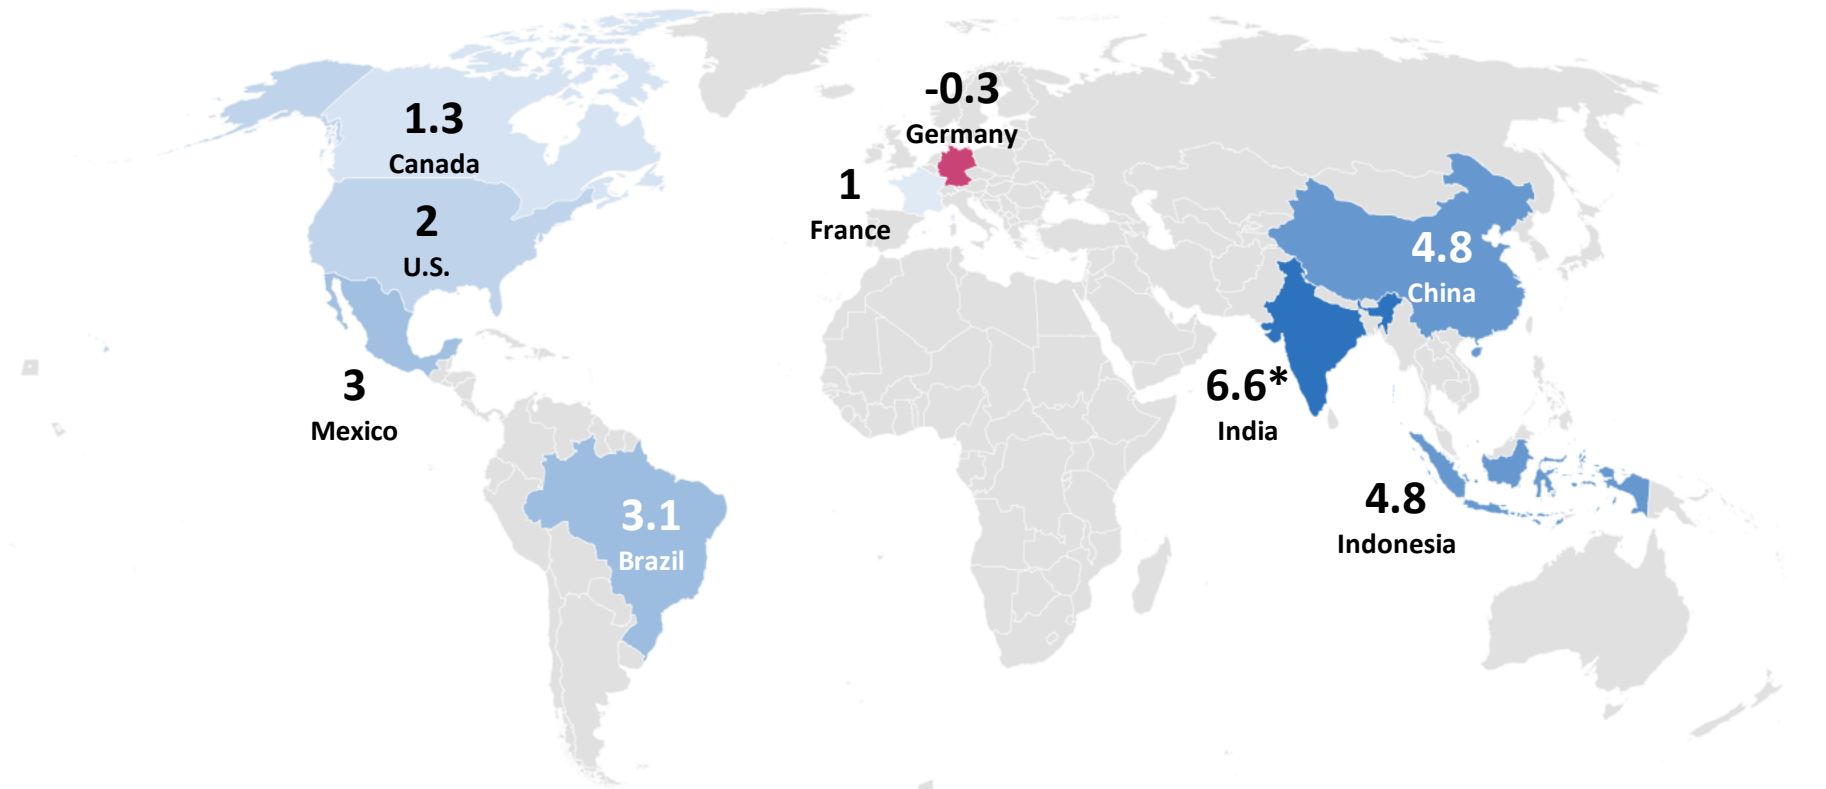 1.3
Canada
2
U.S.
3
Mexico
3.1
Brazil
-0.3
Germany
1
France
4.8
China
6.6*
India
4.8
Indonesia